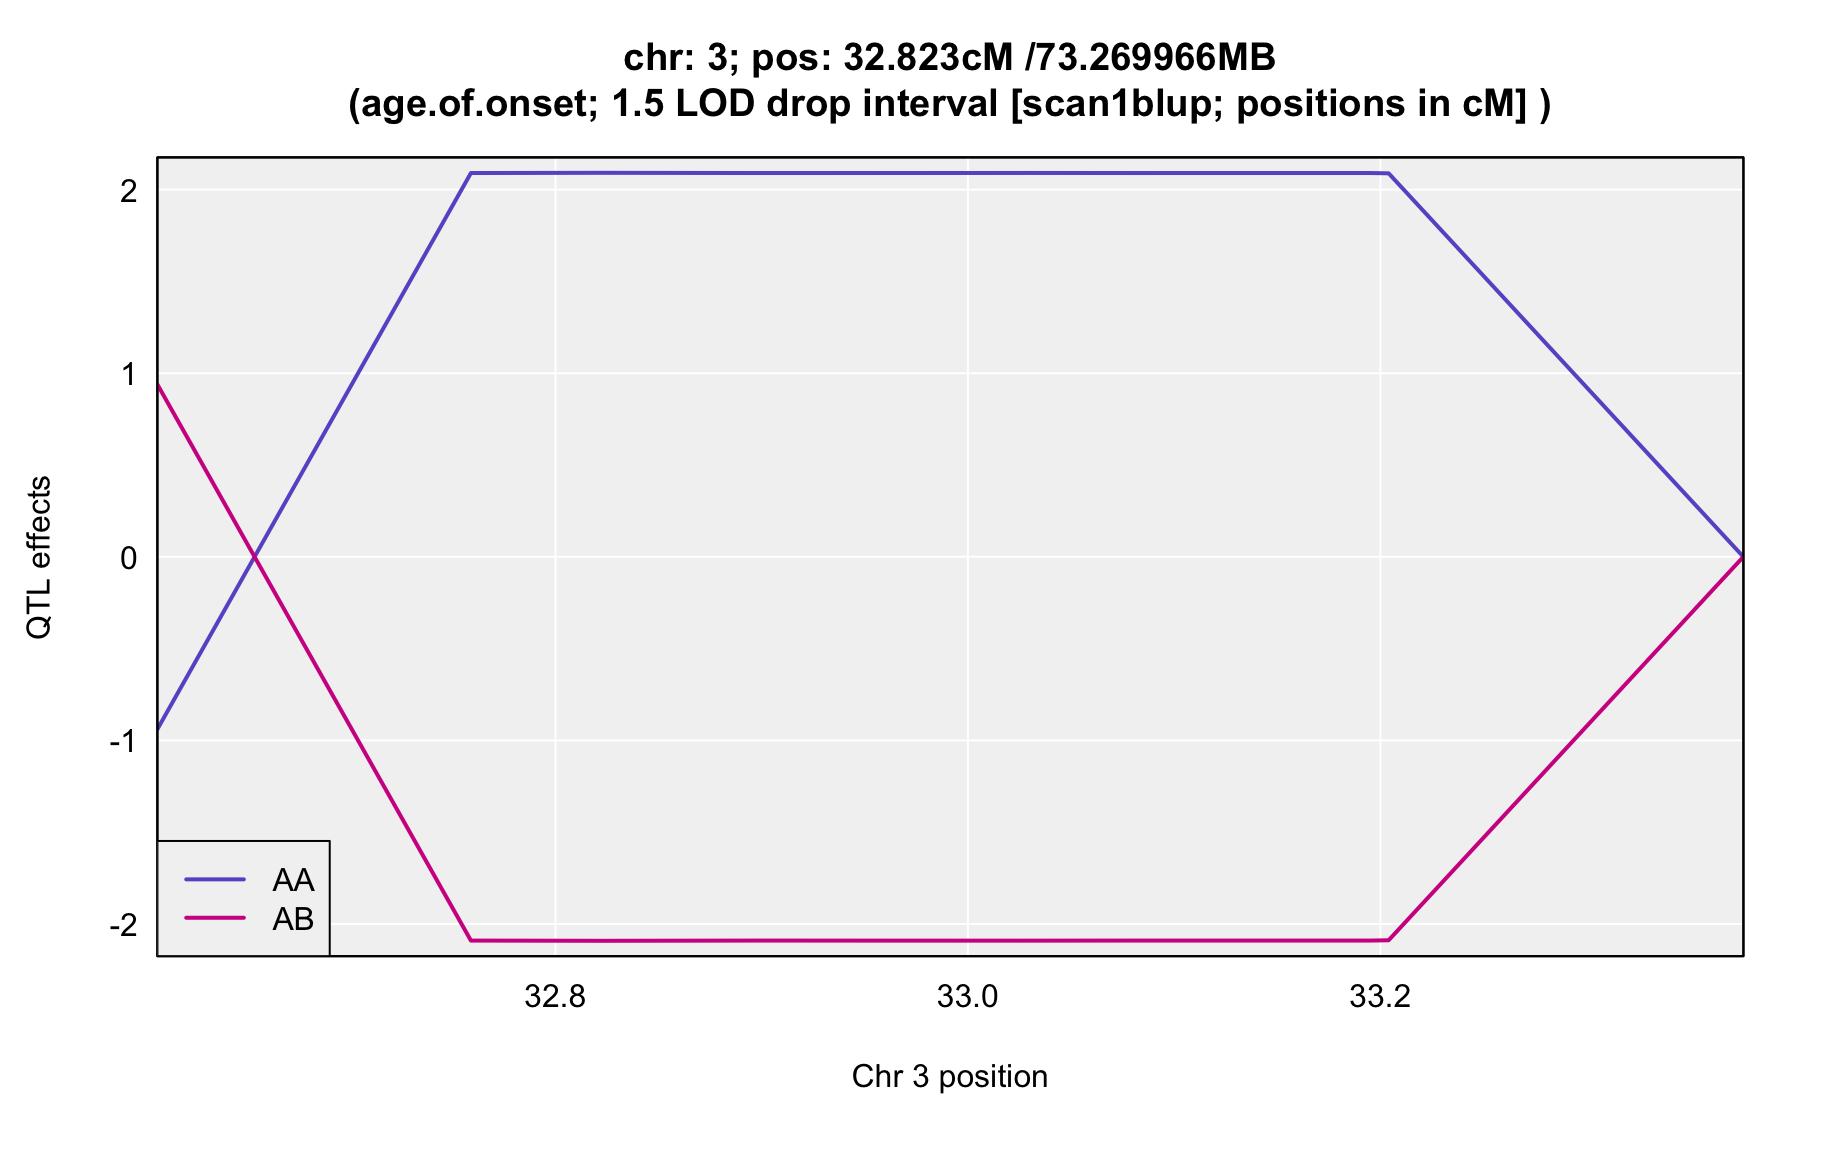 chr: 3; pos: 32.823cM /73.269966MB
(age.of.onset; 1.5 LOD drop interval [scan1blup; positions in cM] )
QTL effects
2
1
0
-1
-2
AA
AB
32.8 33.0 33.2
Chr 3 position